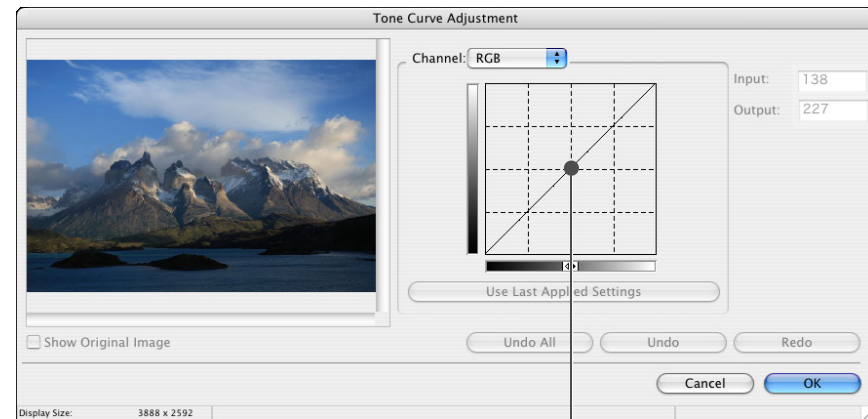 Tone Curve Adjustment
Channel: RGB
Input: 138
Output: 227
Use Last Applied Settings
Show Original Image
Undo All
Undo
Redo
Cancel
OK
Display Size: 3888 x 2592